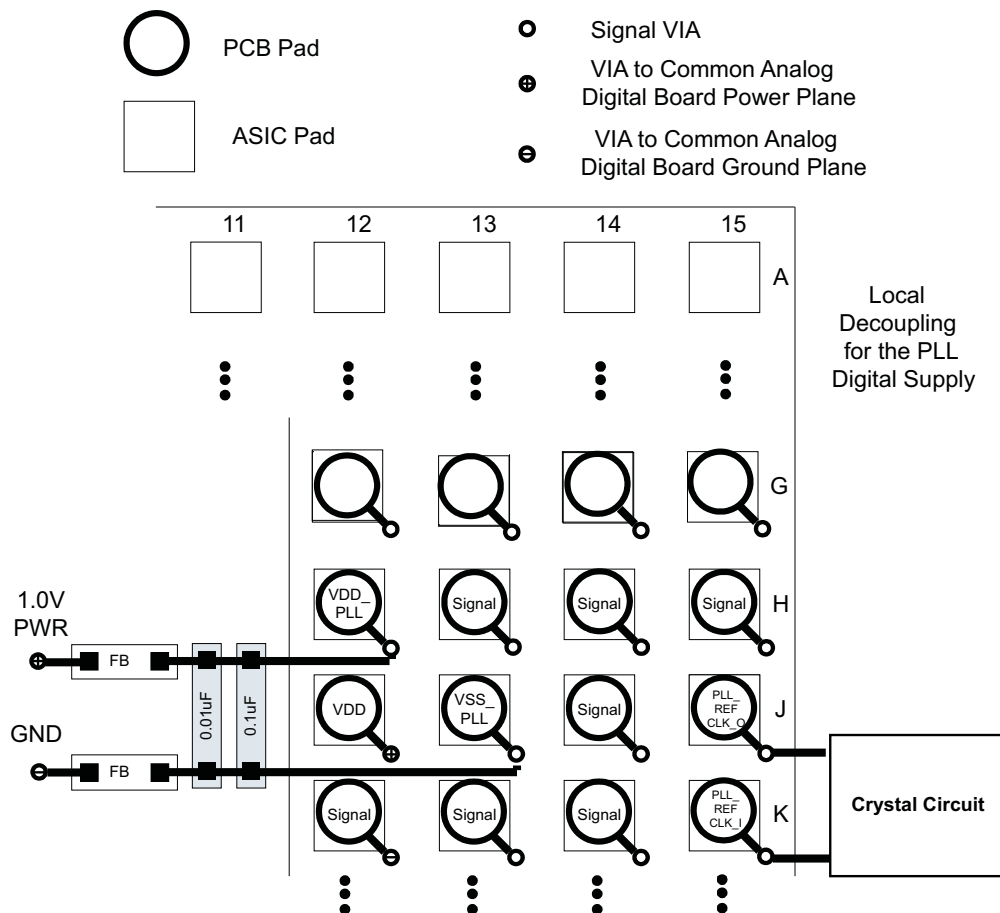 PCB Pad
Signal VIA
VIA to Common Analog
Digital Board Power Plane
ASIC Pad
VIA to Common Analog
Digital Board Ground Plane
11 12 13 14 15
A
Local
Decoupling
for the PLL
Digital Supply
G
VDD_
PLL
Signal
Signal
Signal
H
1.0V
PWR
FB
0.01uF
0.1uF
VDD
VSS_
PLL
Signal
PLL_
REF
CLK_O
J
GND
FB
Signal
Signal
Signal
PLL_
REF
CLK_I
K
Crystal Circuit